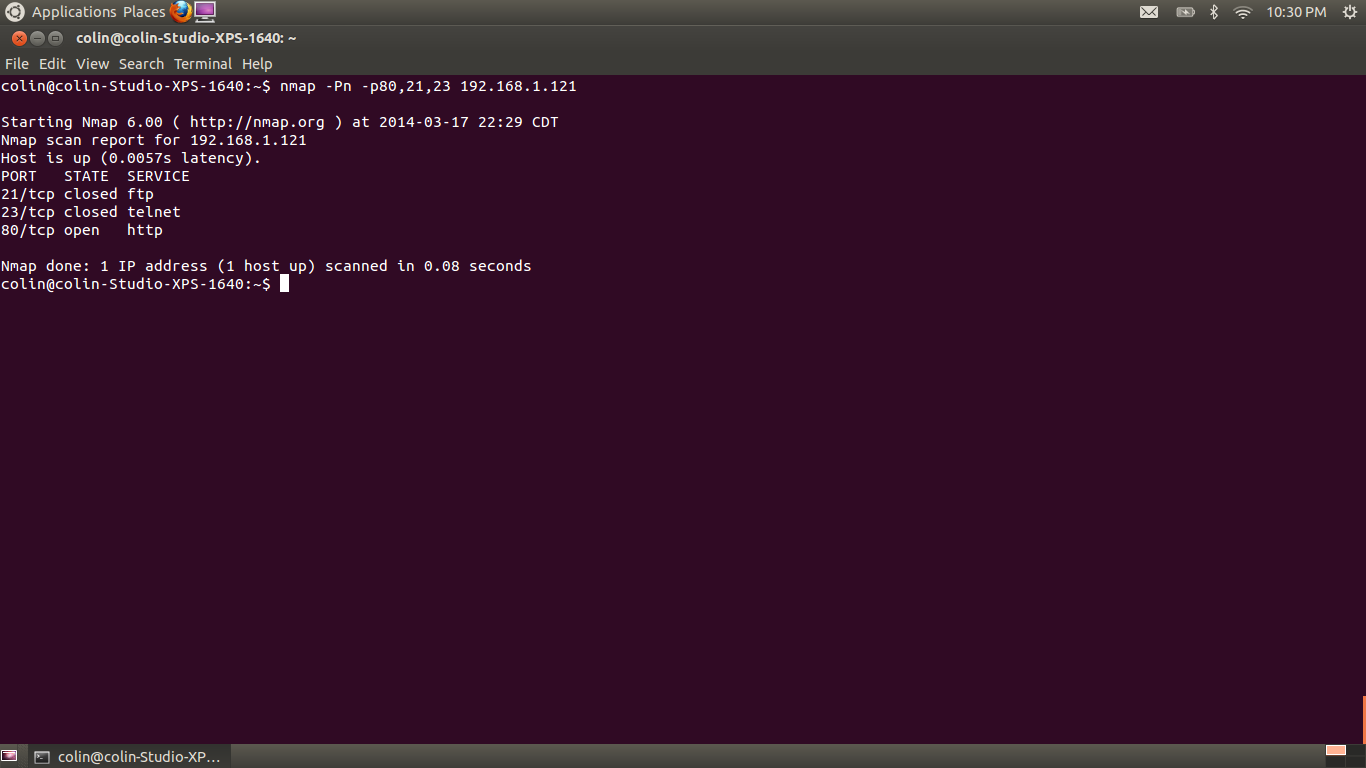 Applications Places 10:30 PM
colin@colin-Studio-XPS-1640: ~
File Edit View Search Terminal Help
colin@colin-Studio-XPS-1640:~$ nmap -Pn -p80,21,23 192.168.1.121
Starting Nmap 6.00 ( http://nmap.org ) at 2014-03-17 22:29 CDT
Nmap scan report for 192.168.1.121
Host is up (0.0057s latency).
PORT   STATE  SERVICE
21/tcp closed ftp
23/tcp closed telnet
80/tcp open   http
Nmap done: 1 IP address (1 host up) scanned in 0.08 seconds
colin@colin-Studio-XPS-1640:~$
colin@colin-Studio-XP...